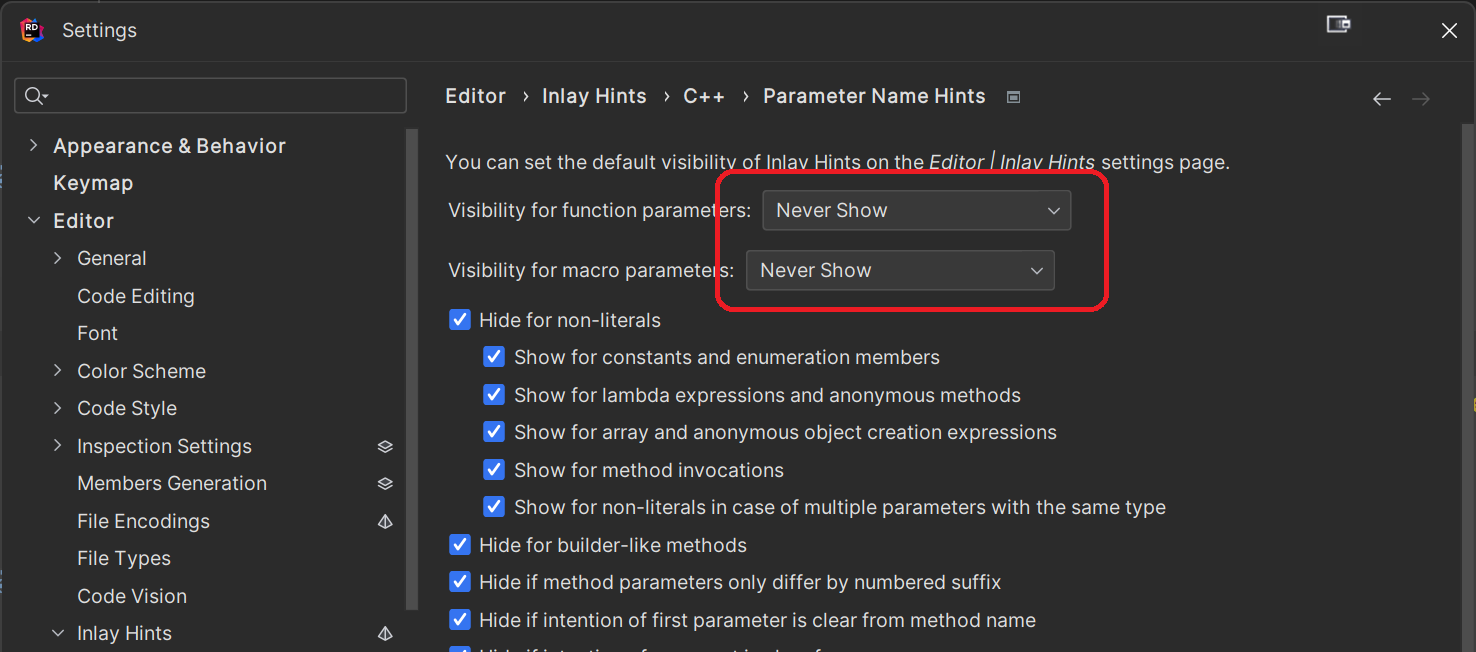 RD
Settings
Editor › Inlay Hints › C++ › Parameter Name Hints
You can set the default visibility of Inlay Hints on the Editor | Inlay Hints settings page.
Visibility for function parameters: Never Show
Visibility for macro parameters: Never Show
Hide for non-literals
Show for constants and enumeration members
Show for lambda expressions and anonymous methods
Show for array and anonymous object creation expressions
Show for method invocations
Show for non-literals in case of multiple parameters with the same type
Hide for builder-like methods
Hide if method parameters only differ by numbered suffix
Hide if intention of first parameter is clear from method name
Appearance & Behavior
Keymap
Editor
General
Code Editing
Font
Color Scheme
Code Style
Inspection Settings
Members Generation
File Encodings
File Types
Code Vision
Inlay Hints